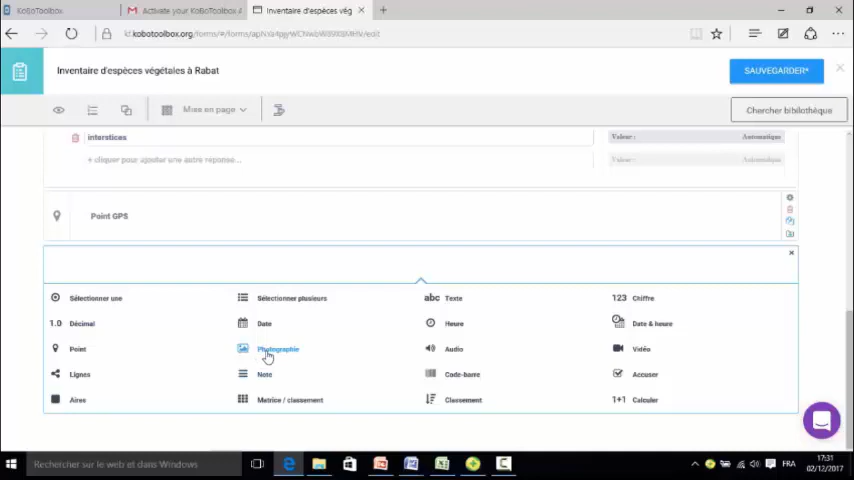 KoBoToolbox
Activate your KoBoToolbox A
Inventaire d'espèces vég
Inventaire d'espèces végétales à Rabat
SAUVEGARDER*
Mise en page
Chercher bibliothèque
interstices
Valeur :
Automatique
+ cliquer pour ajouter une autre reponse...
Valeur :
Automatique
Point GPS
Sélectionner une
Sélectionner plusieurs
abc Texte
123 Chiffre
1.0 Décimal
Date
Heure
Date & heure
Point
Photographie
Audio
Vidéo
Lignes
Note
Code-barre
Accuser
Aires
Matrice / classement
Classement
1+1 Calculer
Rechercher sur le web et dans Windows
FRA
17:31
02/12/2017